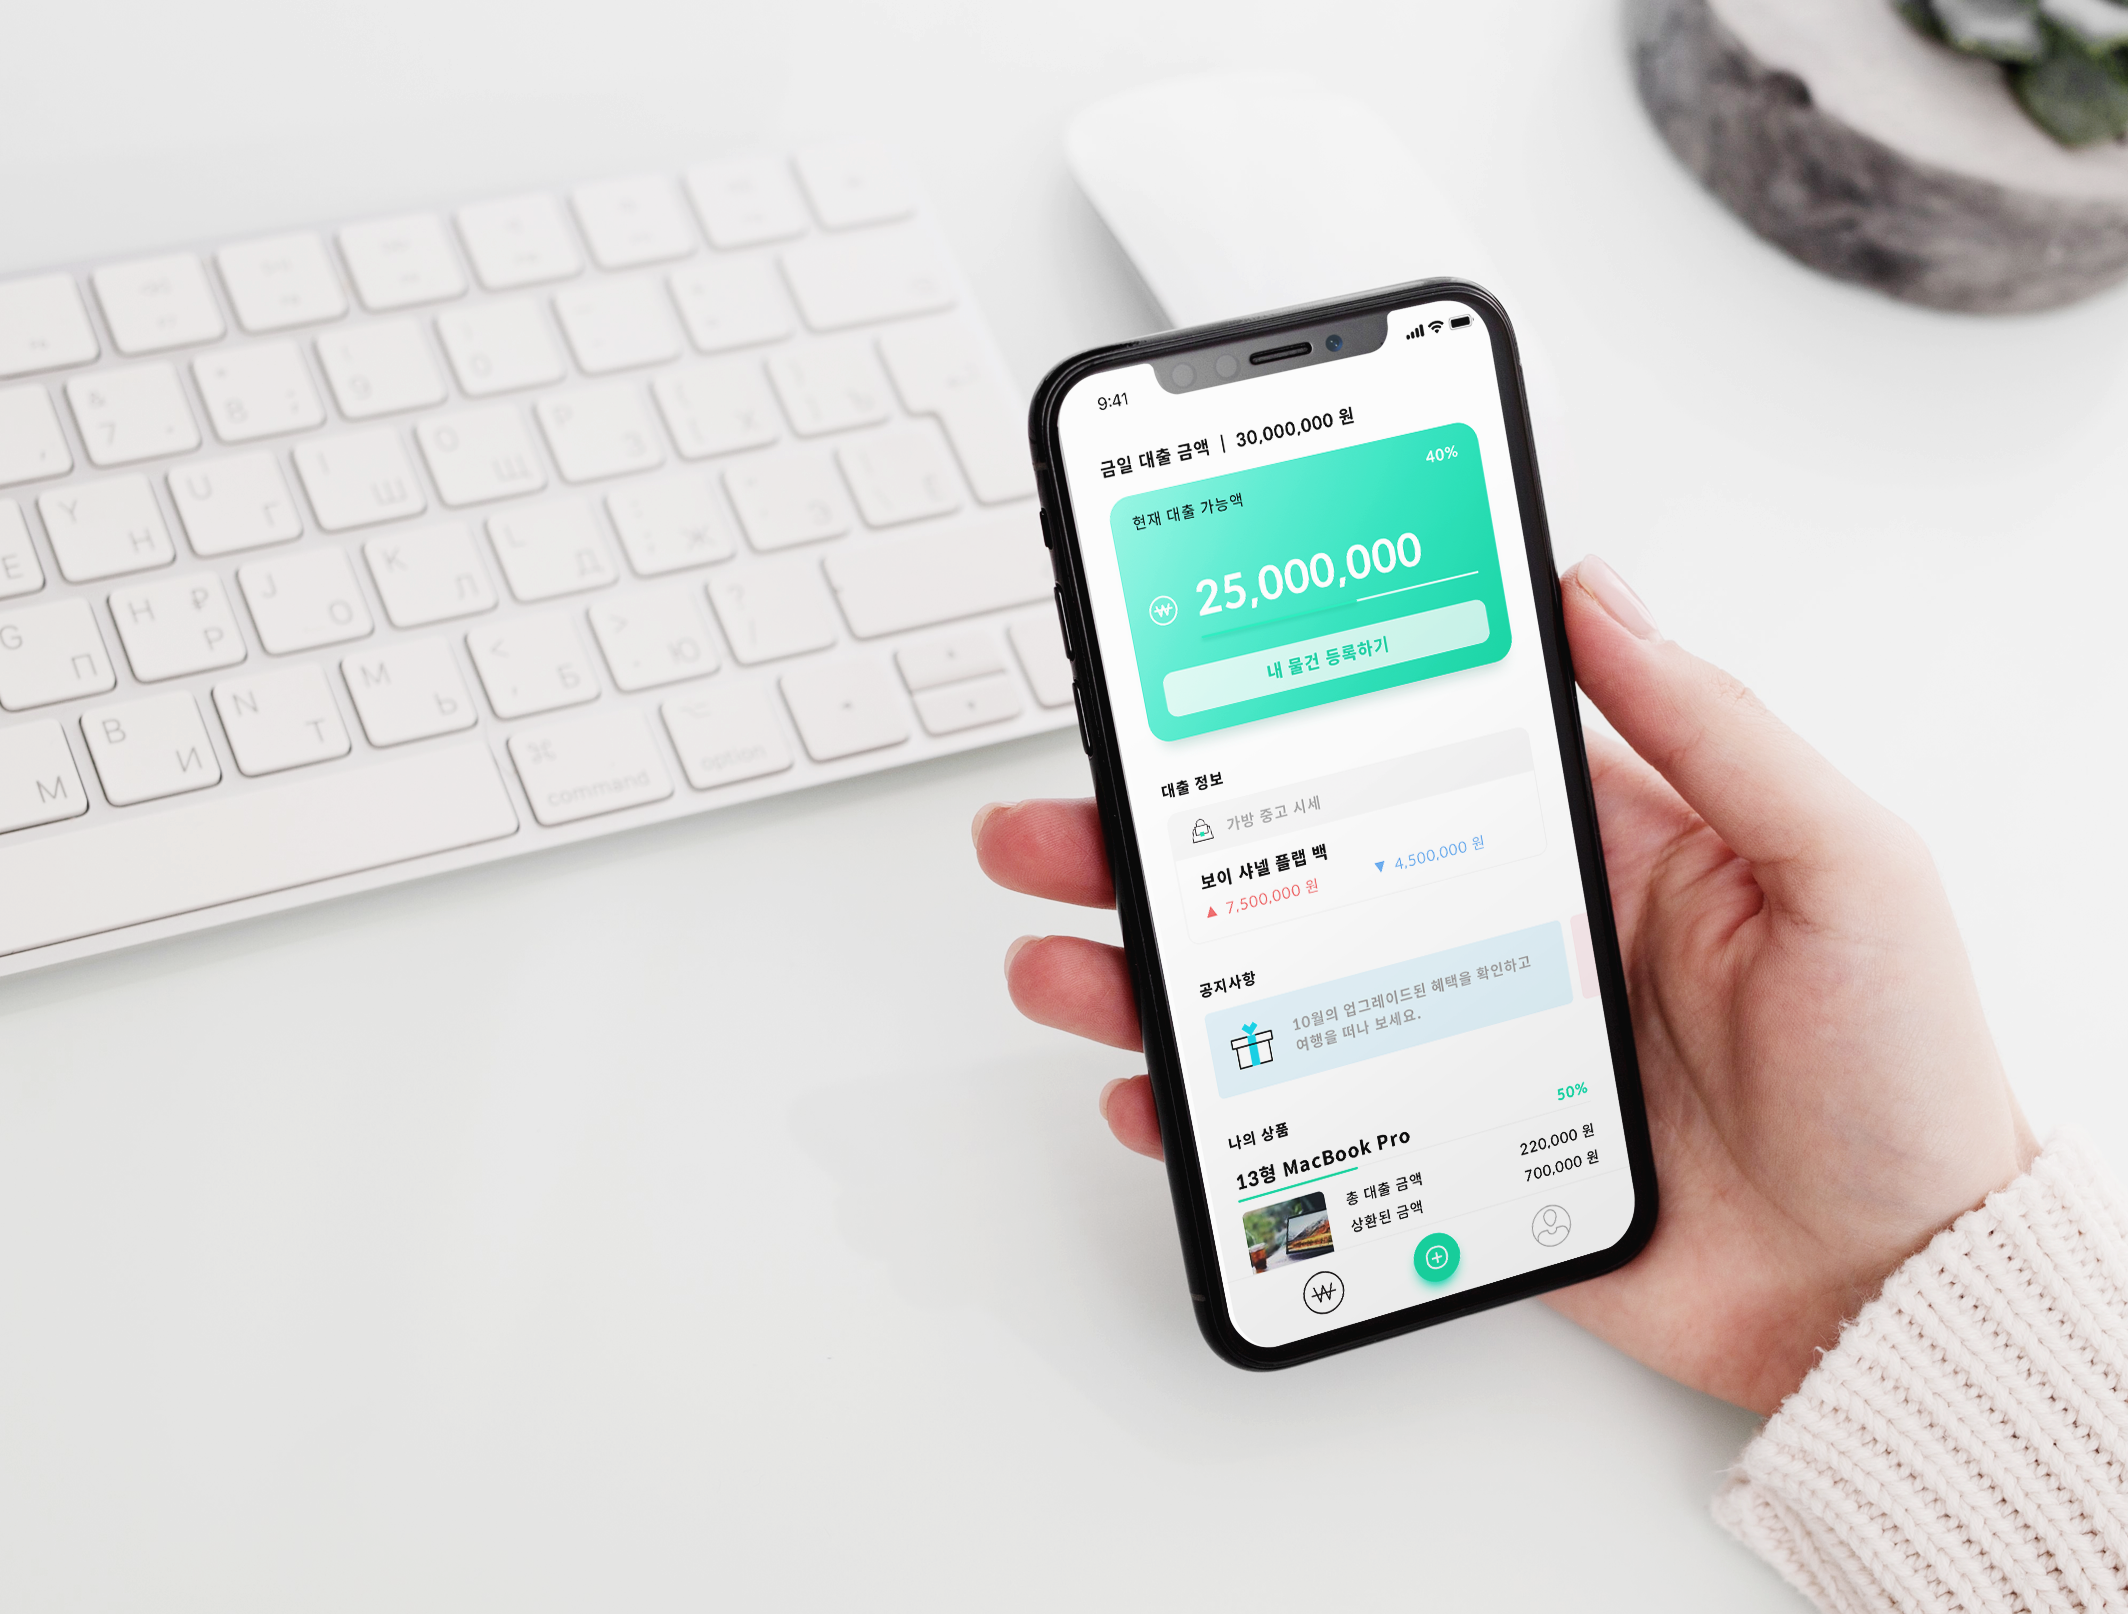 9:41
금일 대출 금액 | 30,000,000 원
40%
현재 대출 가능액
25,000,000
내 물건 등록하기
대출 정보
가방 중고 시세
보이 샤넬 플랩 백
▲ 7,500,000 원
▼ 4,500,000 원
공지사항
10월의 업그레이드된 혜택을 확인하고
여행을 떠나 보세요.
나의 상품
50%
13형 MacBook Pro
총 대출 금액 220,000 원
상환된 금액 700,000 원
& 7
9
Y Н
U Г
I Ш
O Щ
P З
E
G П
H ₽ Р
J О
K Л
L Д
Ж
М
B И
N Т
M Ь
< , Б
> . Ю
? /
⌘ command
option